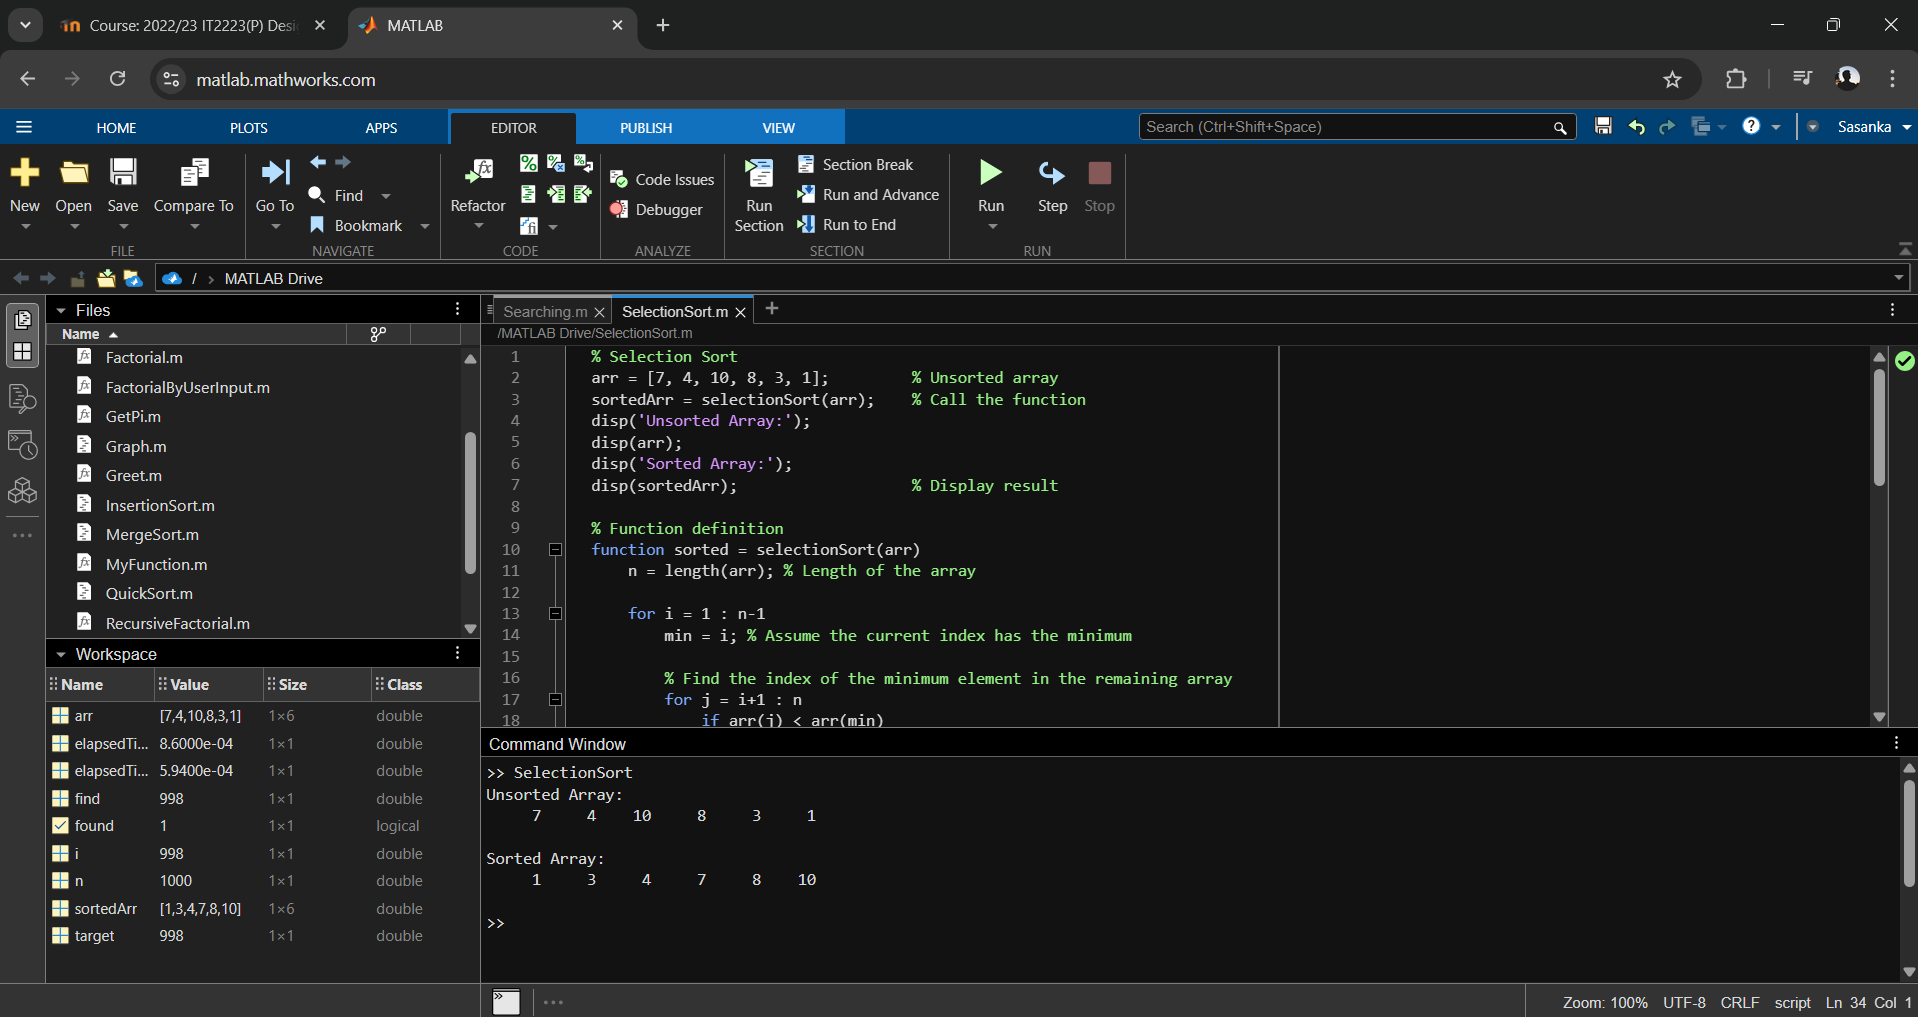 Course: 2022/23 IT2223(P) Desi
MATLAB
matlab.mathworks.com
HOME PLOTS APPS EDITOR PUBLISH VIEW
Search (Ctrl+Shift+Space)
Sasanka
New Open Save Compare To
FILE
Go To
Find
Bookmark
NAVIGATE
Refactor
CODE
Code Issues
Debugger
ANALYZE
Run Section
Section Break
Run and Advance
Run to End
SECTION
Run Step Stop
RUN
/ > MATLAB Drive
Files
Name
Factorial.m
FactorialByUserInput.m
GetPi.m
Graph.m
Greet.m
InsertionSort.m
MergeSort.m
MyFunction.m
QuickSort.m
RecursiveFactorial.m
Workspace
Name Value Size Class
arr [7,4,10,8,3,1] 1×6 double
elapsedTi... 8.6000e-04 1×1 double
elapsedTi... 5.9400e-04 1×1 double
find 998 1×1 double
found 1 1×1 logical
i 998 1×1 double
n 1000 1×1 double
sortedArr [1,3,4,7,8,10] 1×6 double
target 998 1×1 double
Searching.m SelectionSort.m
/MATLAB Drive/SelectionSort.m
1 % Selection Sort
2 arr = [7, 4, 10, 8, 3, 1]; % Unsorted array
3 sortedArr = selectionSort(arr); % Call the function
4 disp('Unsorted Array:');
5 disp(arr);
6 disp('Sorted Array:');
7 disp(sortedArr); % Display result
8
9 % Function definition
10 function sorted = selectionSort(arr)
11 n = length(arr); % Length of the array
12
13 for i = 1 : n-1
14 min = i; % Assume the current index has the minimum
15
16 % Find the index of the minimum element in the remaining array
17 for j = i+1 : n
18 if arr(j) < arr(min)
Command Window
>> SelectionSort
Unsorted Array:
7 4 10 8 3 1
Sorted Array:
1 3 4 7 8 10
>>
Zoom: 100% UTF-8 CRLF script Ln 34 Col 1